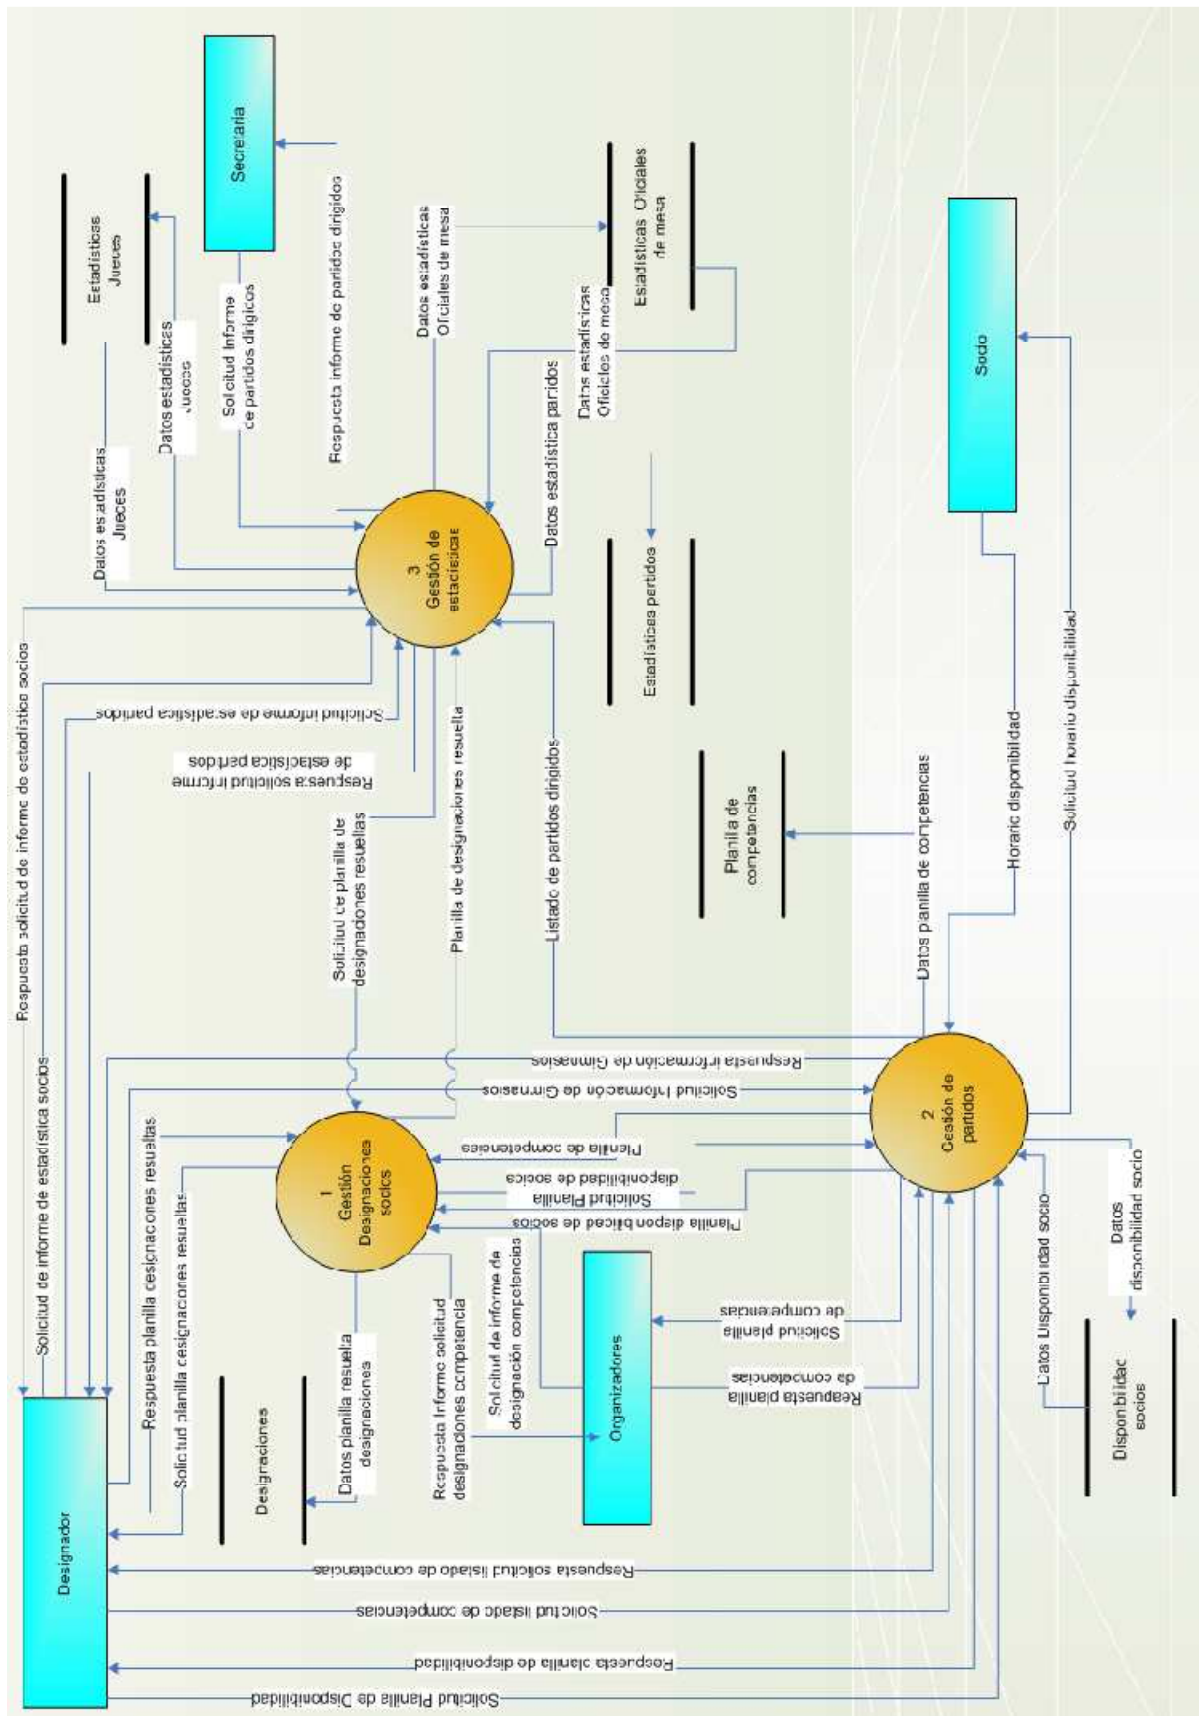 Designador
Secretaria
Estadísticas
Jueces
Respuesta solicitud de informe de estadística socios
Solicitud de informe de estadística socios
Datos estadísticas
Jueces
Datos estadísticas
Jueces
Solicitud Informe
de partidos dirigicos
Respuesta informe de partidos dirigidos
Datos estadísticas
Oficiales de mesa
Estadísticas Oficiales
de mesa
Datos estadísticas
Oficiales de mesa
Datos estadística partidos
3
Gestión de
estadísticas
Solicitud informe de estadística partidos
Respuesta solicitud informe
de estadística partidos
Estadísticas partidos
Respuesta planilla cesignacones resueltas
Solicitud planilla cesignaciones resueltas
Solicitud de planilla de
designaciones resueltas
Planilla de designaciones resuelta
Listado de partidos dirigidos
1
Gestión
Designaciones
socios
Designaciones
Datos planilla resuelta
designaciones
Respuesta Informe solicitud
designaciones competencia
Solicitud de informe de
designación competencias
Organizadores
Respuesta información de Gimnasios
Solicitud Información de Gimnasios
Planilla de competencias
Solicitud Planilla
disponibilidad de socios
Planilla disponibilicad de socios
Solicitud planilla
de competencias
Reapuesta planilla
de competencias
Planilla de
competencias
Datos planilla de competencias
2
Gestión de
partidos
Socio
Horario disponibilidad
Solicitud horario disponibilidad
Datos
disponibilidad socio
Datos Disponibilidad socio
Disponibilidac
socios
Respuesta solicitud listado de competencias
Solicitud listado de competencias
Respuesta planilla de disponibilidad
Solicitud Planilla de Disponibilidad